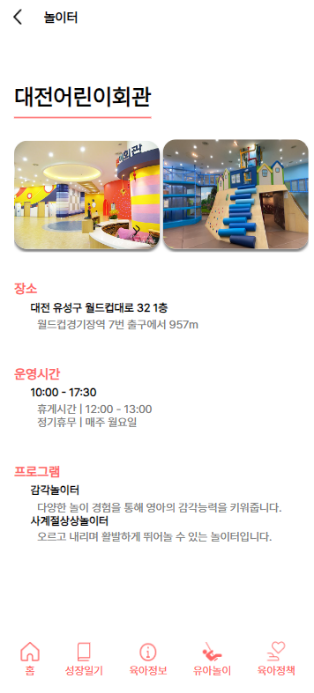 놀이터
대전어린이회관
장소
대전 유성구 월드컵대로 32 1층
월드컵경기장역 7번 출구에서 957m
운영시간
10:00 - 17:30
휴게시간 | 12:00 - 13:00
정기휴무 | 매주 월요일
프로그램
감각놀이터
다양한 놀이 경험을 통해 영아의 감각능력을 키워줍니다.
사계절상상놀이터
오르고 내리며 활발하게 뛰어놀 수 있는 놀이터입니다.
홈 성장일기 육아정보 유아놀이 육아정책